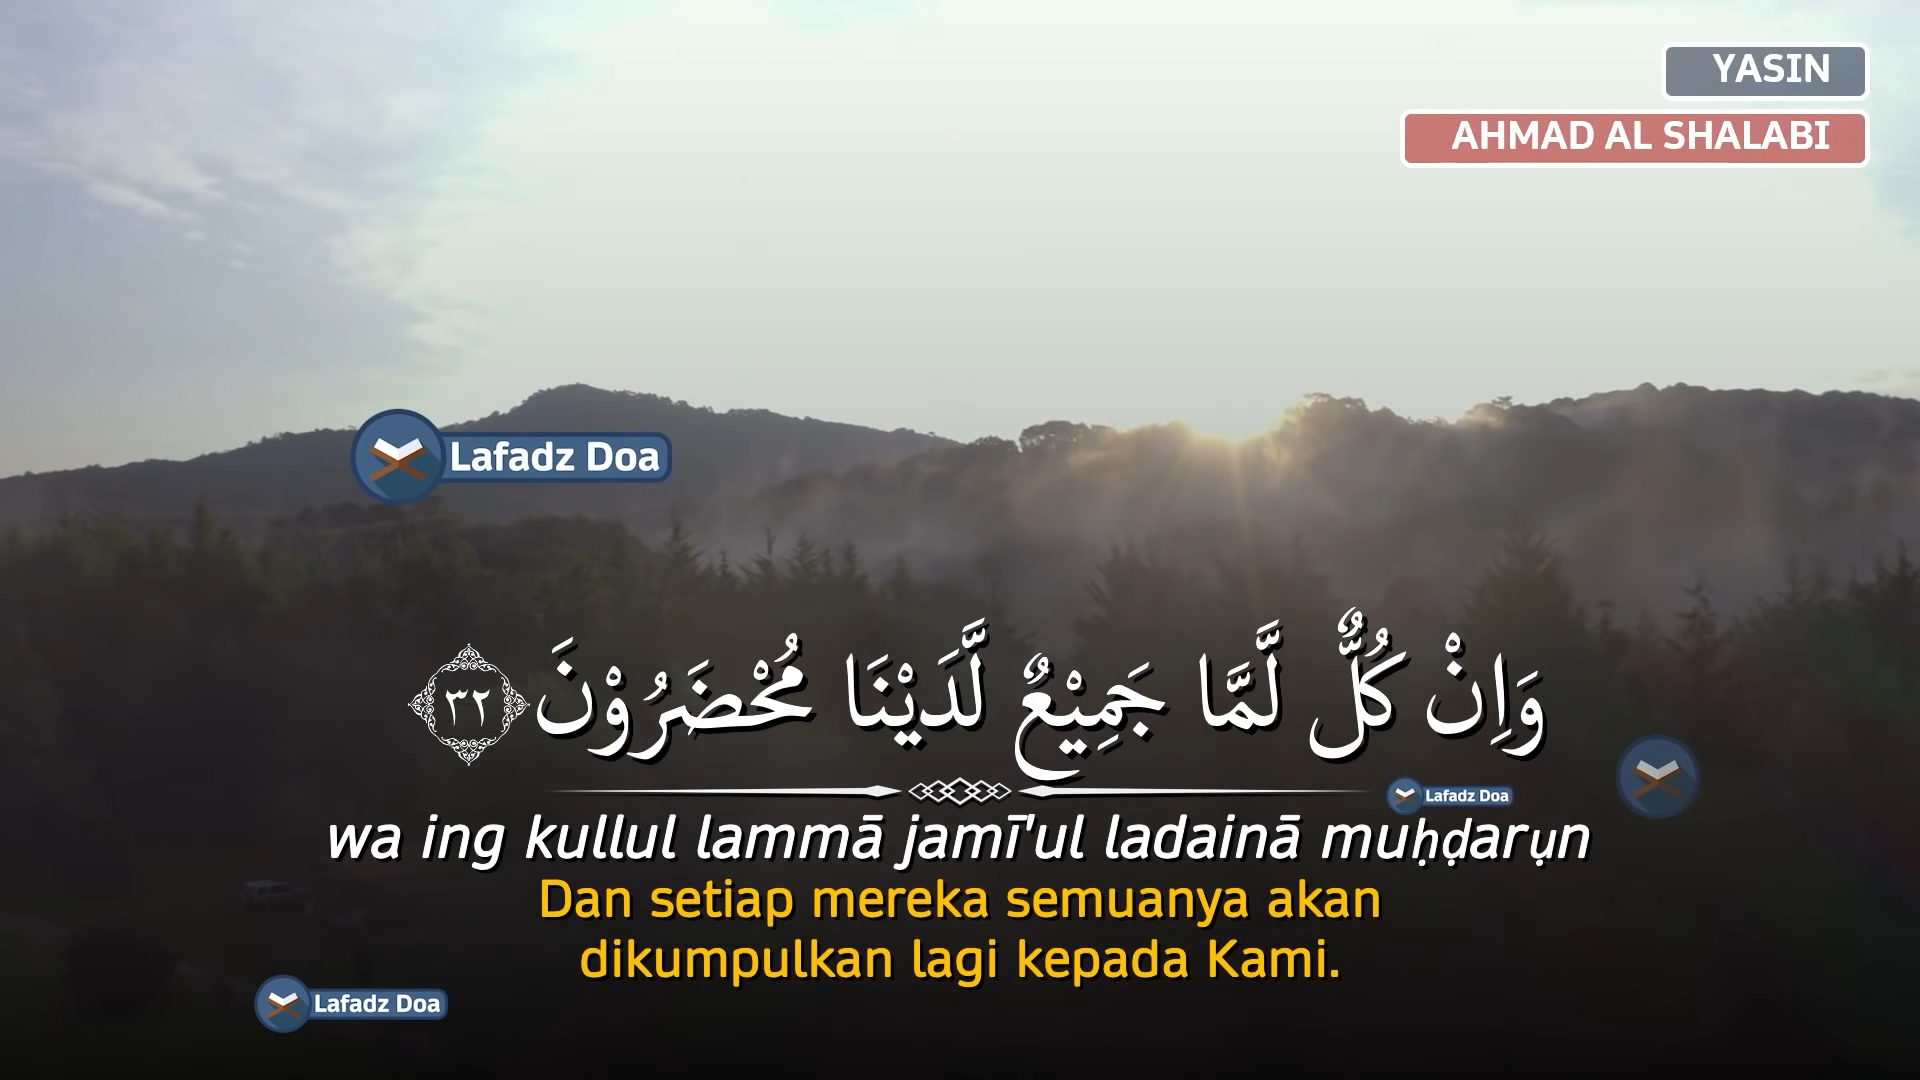 YASIN
AHMAD AL SHALABI
Lafadz Doa
وَاِنْ كُلٌّ لَّمَّا جَمِيْعٌ لَّدَيْنَا مُحْضَرُوْنَ ٣٢
Lafadz Doa
wa ing kullul lammā jamī'ul ladainā muḥḍarụn
Dan setiap mereka semuanya akan
dikumpulkan lagi kepada Kami.
Lafadz Doa